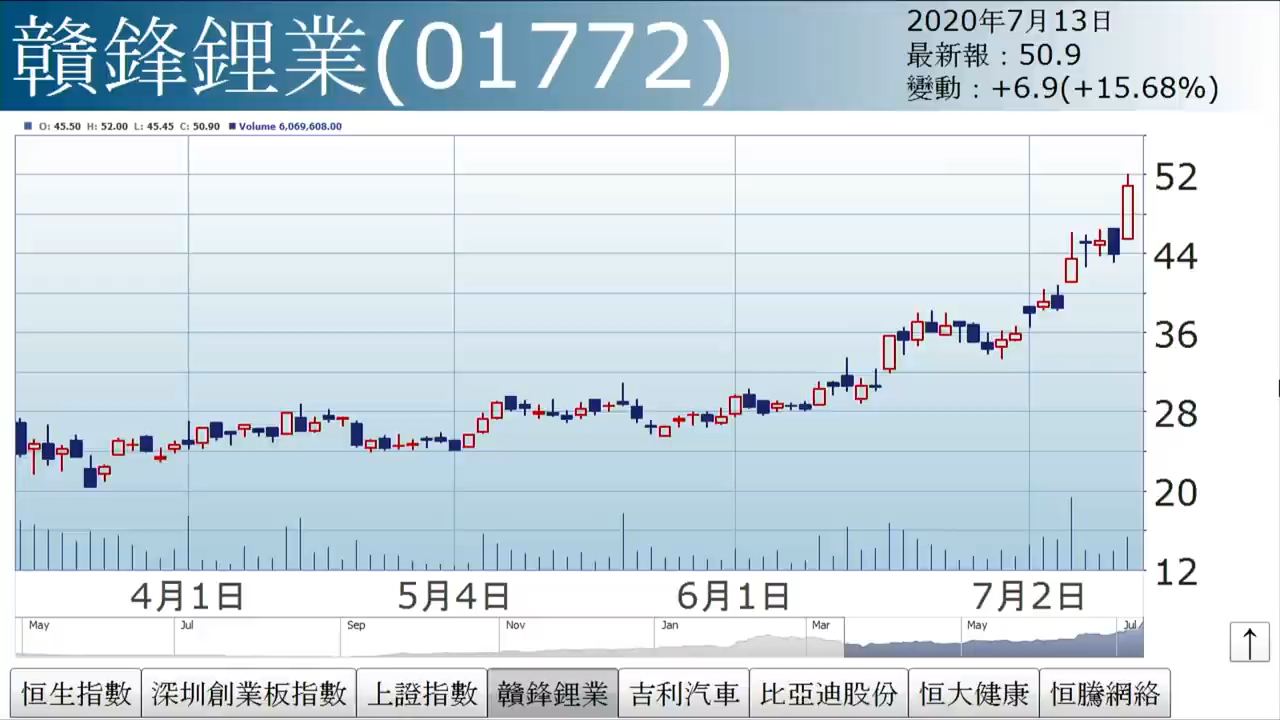 贛鋒鋰業(01772)
2020年7月13日
最新報：50.9
變動：+6.9(+15.68%)
O: 45.50 H: 52.00 L: 45.45 C: 50.90 Volume 6,069,608.00
52
44
36
28
20
12
4月1日 5月4日 6月1日 7月2日
May Jul Sep Nov Jan Mar May Jul
↑
恒生指數 深圳創業板指數 上證指數 贛鋒鋰業 吉利汽車 比亞迪股份 恒大健康 恒騰網絡